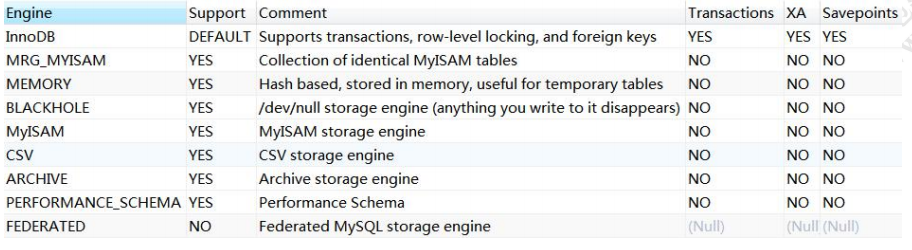 Engine Support Comment Transactions XA Savepoints
InnoDB DEFAULT Supports transactions, row-level locking, and foreign keys YES YES YES
MRG_MYISAM YES Collection of identical MyISAM tables NO NO NO
MEMORY YES Hash based, stored in memory, useful for temporary tables NO NO NO
BLACKHOLE YES /dev/null storage engine (anything you write to it disappears) NO NO NO
MyISAM YES MyISAM storage engine NO NO NO
CSV YES CSV storage engine NO NO NO
ARCHIVE YES Archive storage engine NO NO NO
PERFORMANCE_SCHEMA YES Performance Schema NO NO NO
FEDERATED NO Federated MySQL storage engine (Null) (Null (Null)